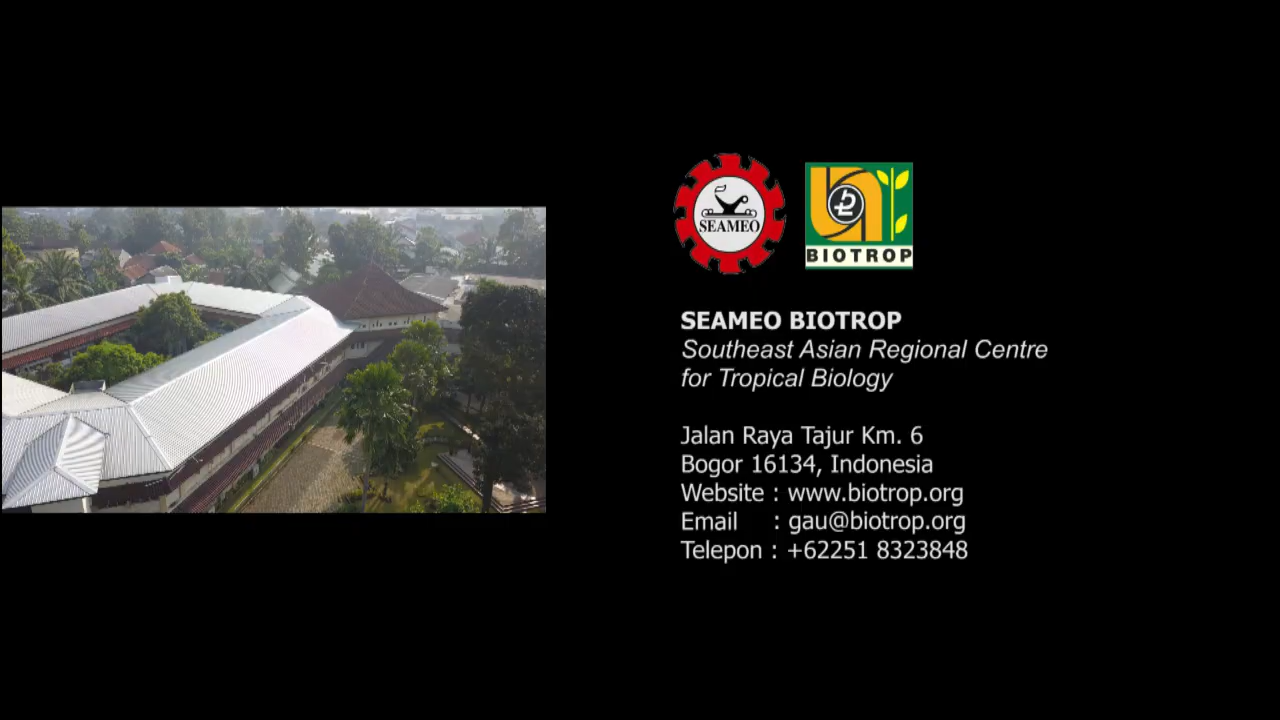 SEAMEO
BIOTROP
SEAMEO BIOTROP
Southeast Asian Regional Centre
for Tropical Biology
Jalan Raya Tajur Km. 6
Bogor 16134, Indonesia
Website : www.biotrop.org
Email : gau@biotrop.org
Telepon : +62251 8323848